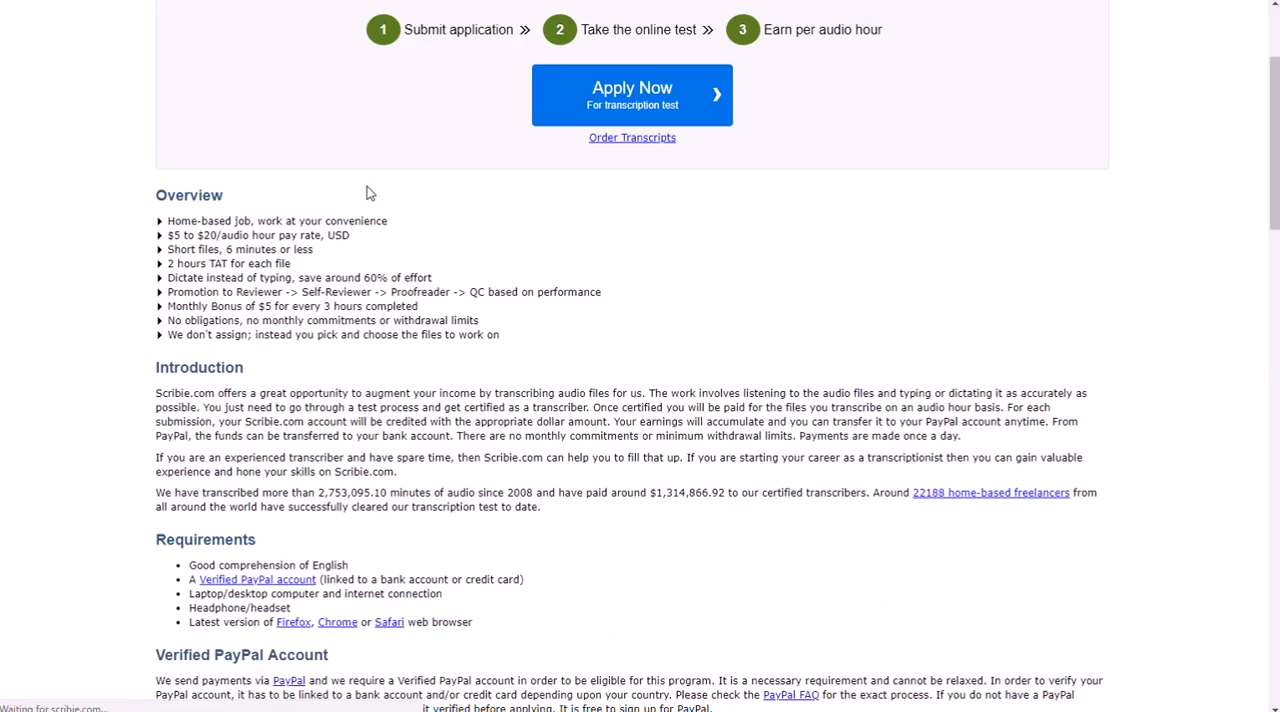 1 Submit application » 2 Take the online test » 3 Earn per audio hour
Apply Now ❯
For transcription test
Order Transcripts
Overview
Home-based job, work at your convenience
$5 to $20/audio hour pay rate, USD
Short files, 6 minutes or less
2 hours TAT for each file
Dictate instead of typing, save around 60% of effort
Promotion to Reviewer -> Self-Reviewer -> Proofreader -> QC based on performance
Monthly Bonus of $5 for every 3 hours completed
No obligations, no monthly commitments or withdrawal limits
We don't assign; instead you pick and choose the files to work on
Introduction
Scribie.com offers a great opportunity to augment your income by transcribing audio files for us. The work involves listening to the audio files and typing or dictating it as accurately as
possible. You just need to go through a test process and get certified as a transcriber. Once certified you will be paid for the files you transcribe on an audio hour basis. For each
submission, your Scribie.com account will be credited with the appropriate dollar amount. Your earnings will accumulate and you can transfer it to your PayPal account anytime. From
PayPal, the funds can be transferred to your bank account. There are no monthly commitments or minimum withdrawal limits. Payments are made once a day.
If you are an experienced transcriber and have spare time, then Scribie.com can help you to fill that up. If you are starting your career as a transcriptionist then you can gain valuable
experience and hone your skills on Scribie.com.
We have transcribed more than 2,753,095.10 minutes of audio since 2008 and have paid around $1,314,866.92 to our certified transcribers. Around 22188 home-based freelancers from
all around the world have successfully cleared our transcription test to date.
Requirements
Good comprehension of English
A Verified PayPal account (linked to a bank account or credit card)
Laptop/desktop computer and internet connection
Headphone/headset
Latest version of Firefox, Chrome or Safari web browser
Verified PayPal Account
We send payments via PayPal and we require a Verified PayPal account in order to be eligible for this program. It is a necessary requirement and cannot be relaxed. In order to verify your
PayPal account, it has to be linked to a bank account and/or credit card depending upon your country. Please check the PayPal FAQ for the exact process. If you do not have a PayPal
it verified before applying. It is free to sign up for PayPal.
Waiting for scribie.com...